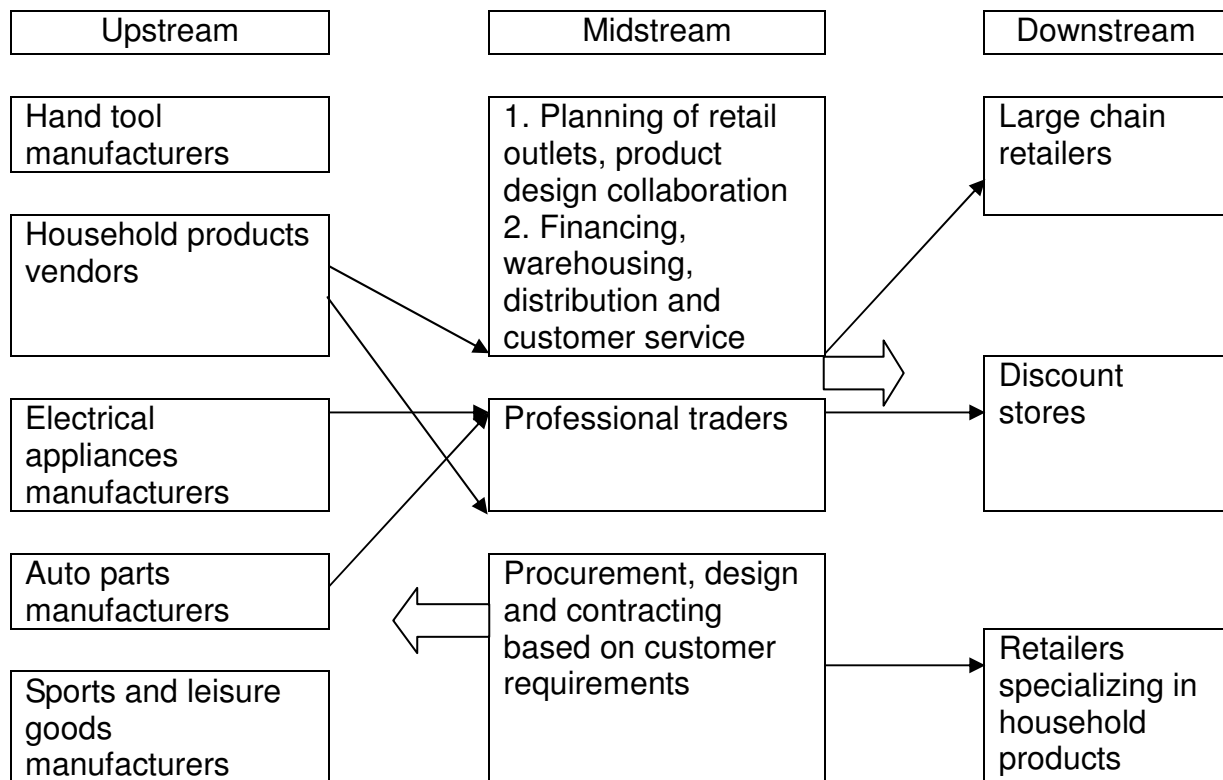 Upstream
Midstream
Downstream
Hand tool
manufacturers
Household products
vendors
Electrical
appliances
manufacturers
Auto parts
manufacturers
Sports and leisure
goods
manufacturers
1. Planning of retail
outlets, product
design collaboration
2. Financing,
warehousing,
distribution and
customer service
Professional traders
Procurement, design
and contracting
based on customer
requirements
Large chain
retailers
Discount
stores
Retailers
specializing in
household
products